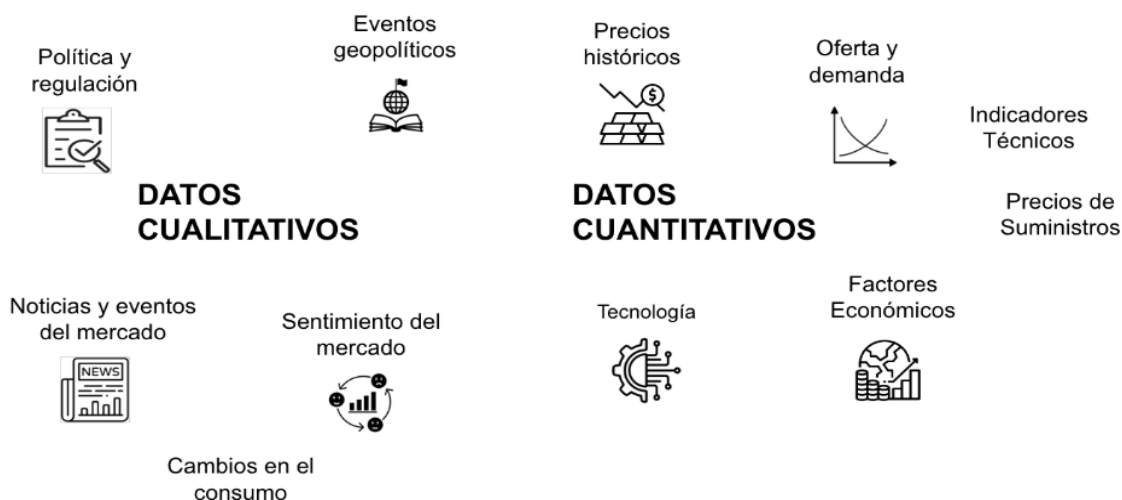 Política y
regulación
Eventos
geopolíticos
DATOS
CUALITATIVOS
Noticias y eventos
del mercado
NEWS
Sentimiento del
mercado
Cambios en el
consumo
Precios
históricos
$
Oferta y
demanda
Indicadores
Técnicos
DATOS
CUANTITATIVOS
Precios de
Suministros
Tecnología
Factores
Económicos